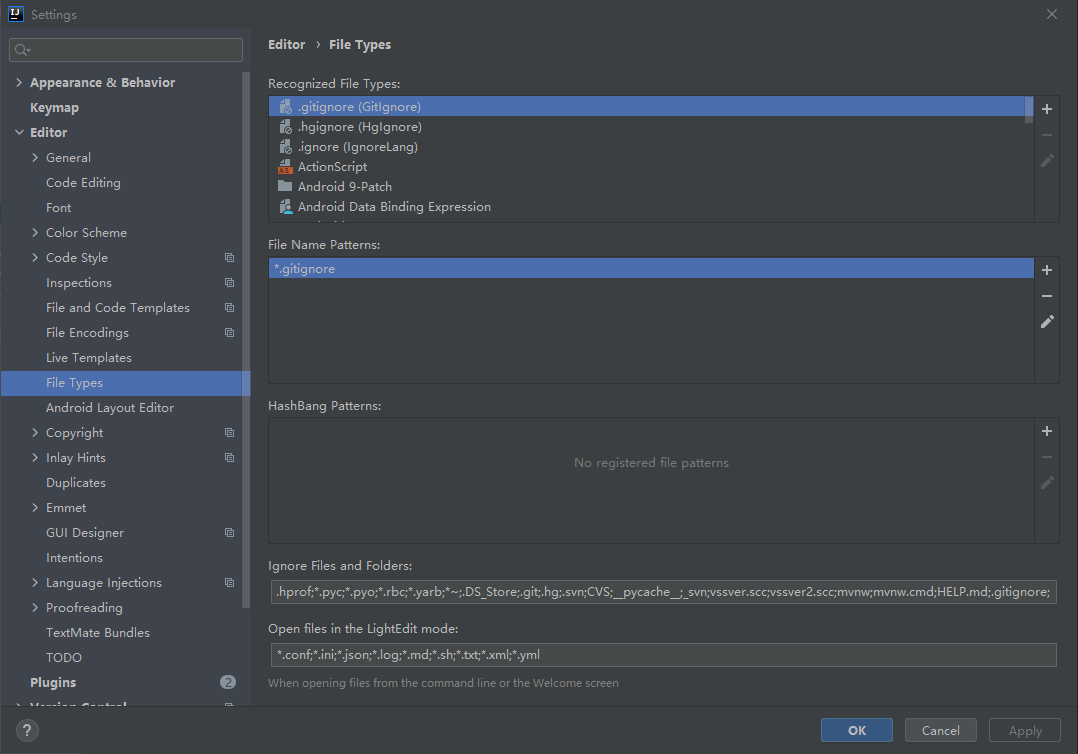 Settings
Appearance & Behavior
Keymap
Editor
General
Code Editing
Font
Color Scheme
Code Style
Inspections
File and Code Templates
File Encodings
Live Templates
File Types
Android Layout Editor
Copyright
Inlay Hints
Duplicates
Emmet
GUI Designer
Intentions
Language Injections
Proofreading
TextMate Bundles
TODO
Plugins 2
Version Control
Editor › File Types
Recognized File Types:
.gitignore (GitIgnore)
.hgignore (HgIgnore)
.ignore (IgnoreLang)
ActionScript
Android 9-Patch
Android Data Binding Expression
File Name Patterns:
*.gitignore
HashBang Patterns:
No registered file patterns
Ignore Files and Folders:
.hprof;*.pyc;*.pyo;*.rbc;*.yarb;*~;.DS_Store;.git;.hg;.svn;CVS;__pycache__;_svn;vssver.scc;vssver2.scc;mvnw;mvnw.cmd;HELP.md;.gitignore;
Open files in the LightEdit mode:
*.conf;*.ini;*.json;*.log;*.md;*.sh;*.txt;*.xml;*.yml
When opening files from the command line or the Welcome screen
?
OK
Cancel
Apply